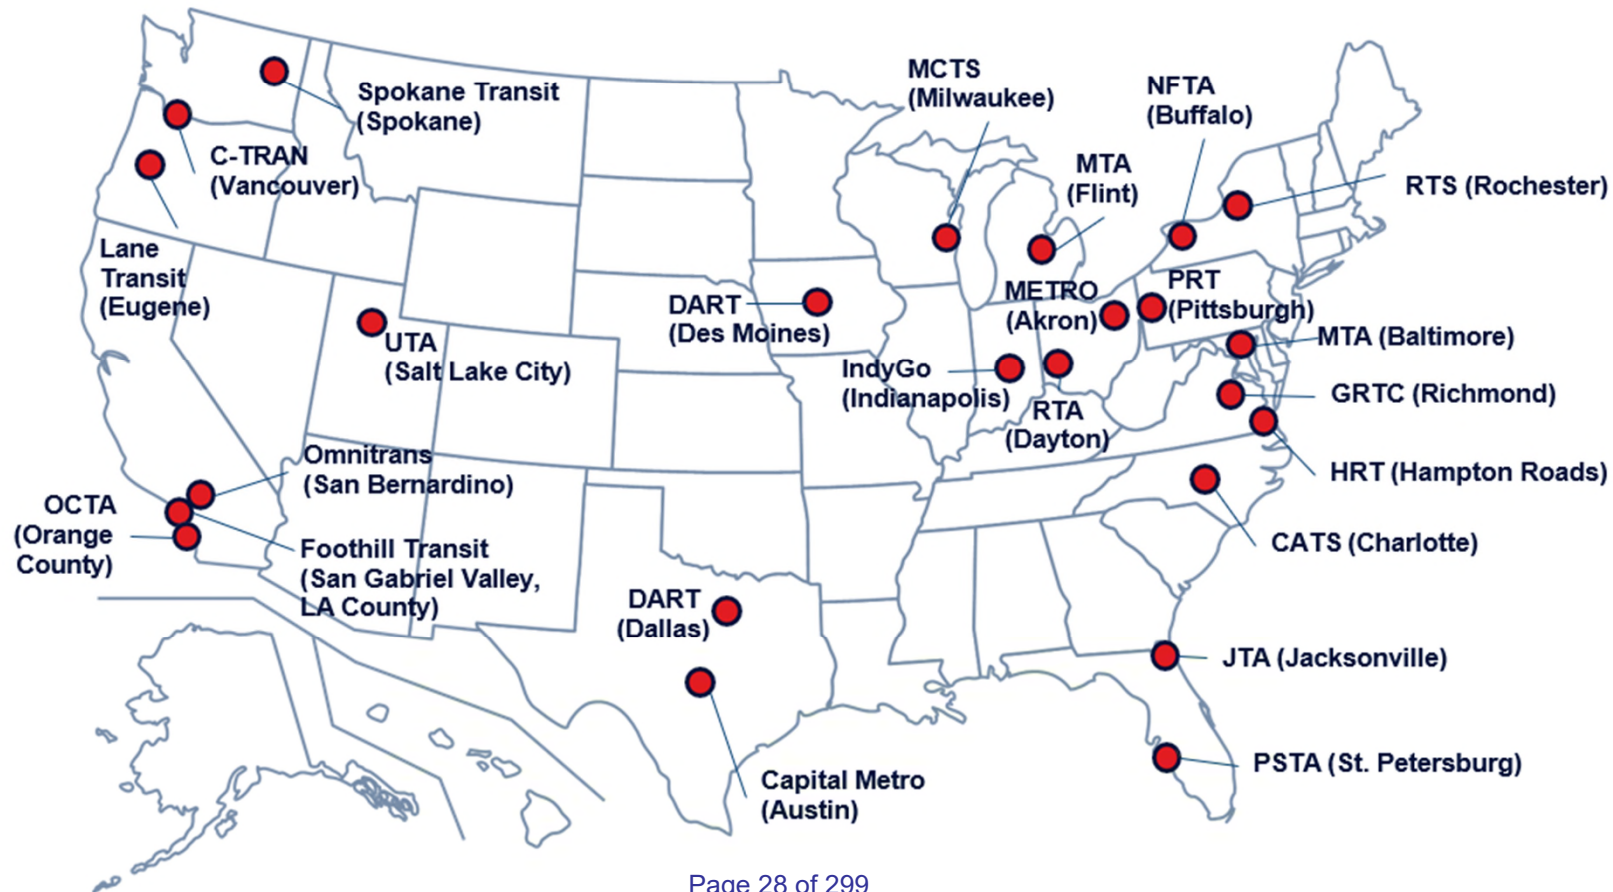 MCTS
(Milwaukee)
NFTA
(Buffalo)
Spokane Transit
(Spokane)
C-TRAN
(Vancouver)
MTA
(Flint)
RTS (Rochester)
Lane
Transit
(Eugene)
DART
(Des Moines)
METRO
(Akron)
PRT
(Pittsburgh)
UTA
(Salt Lake City)
MTA (Baltimore)
IndyGo
(Indianapolis)
RTA
(Dayton)
GRTC (Richmond)
Omnitrans
(San Bernardino)
HRT (Hampton Roads)
OCTA
(Orange
County)
Foothill Transit
(San Gabriel Valley,
LA County)
CATS (Charlotte)
DART
(Dallas)
JTA (Jacksonville)
Capital Metro
(Austin)
PSTA (St. Petersburg)
Page 28 of 299